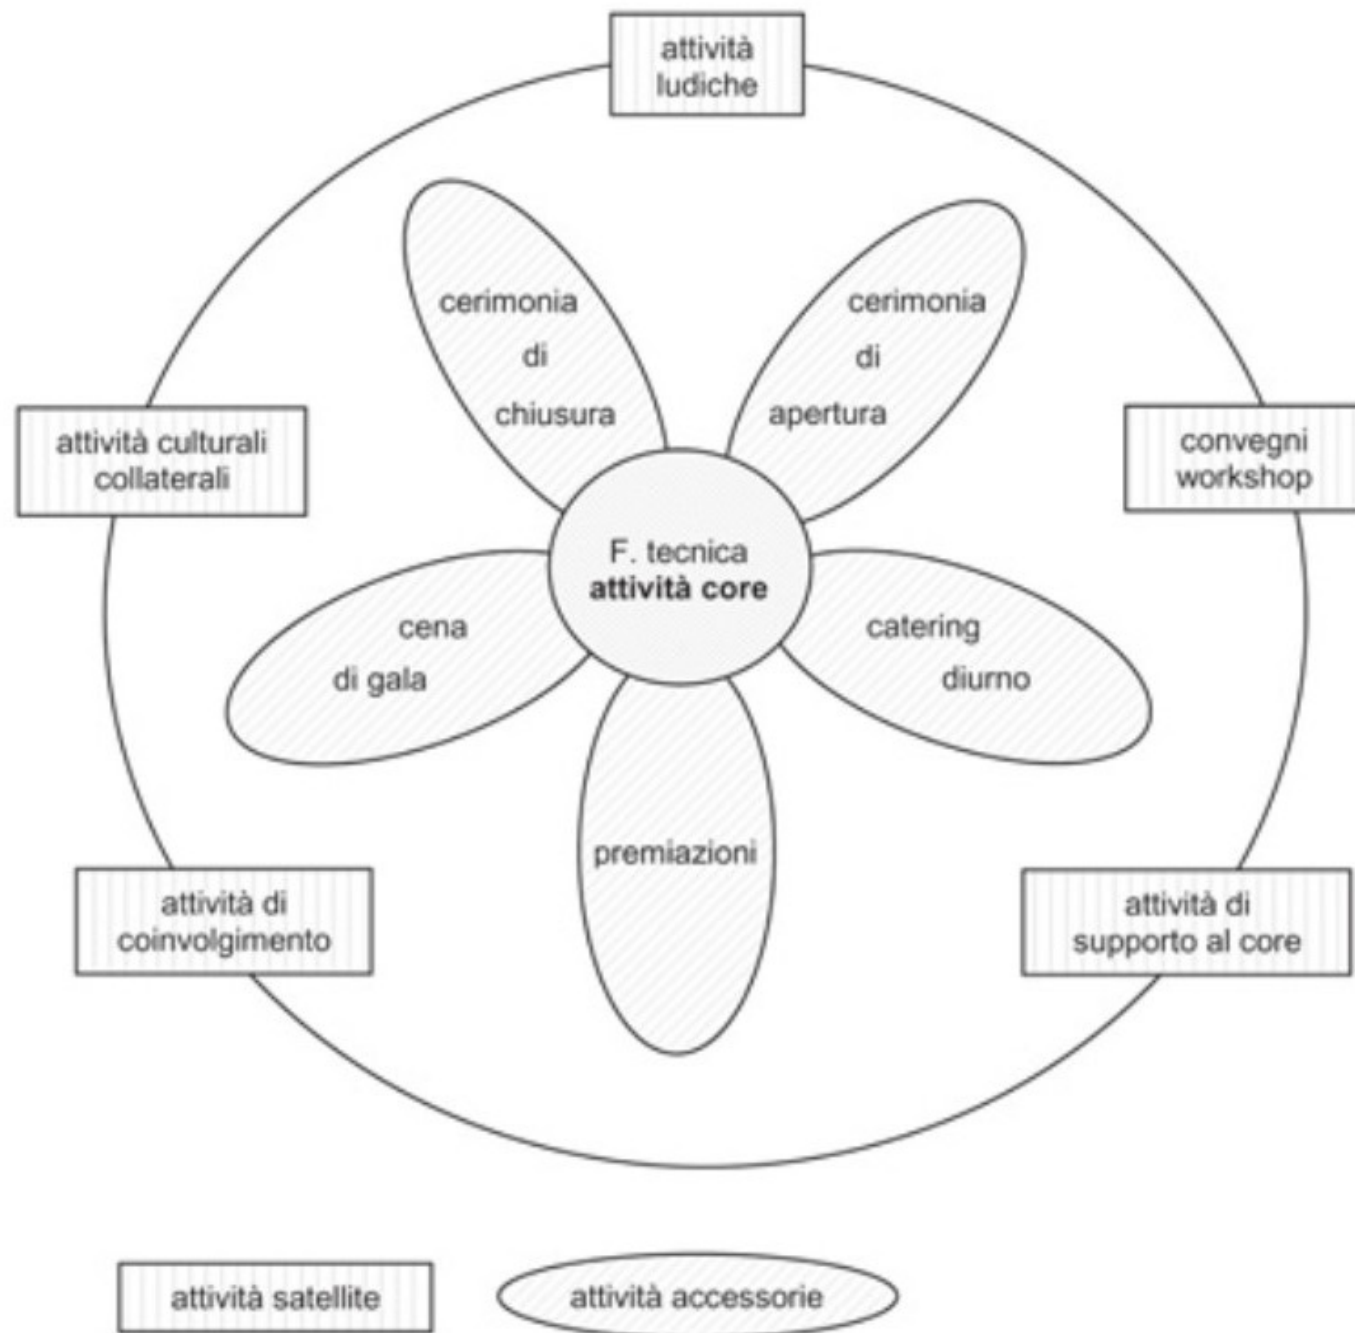 attività
ludiche
cerimonia
di
chiusura
cerimonia
di
apertura
attività culturali
collaterali
convegni
workshop
F. tecnica
attività core
cena
di gala
catering
diurno
premiazioni
attività di
coinvolgimento
attività di
supporto al core
attività satellite
attività accessorie